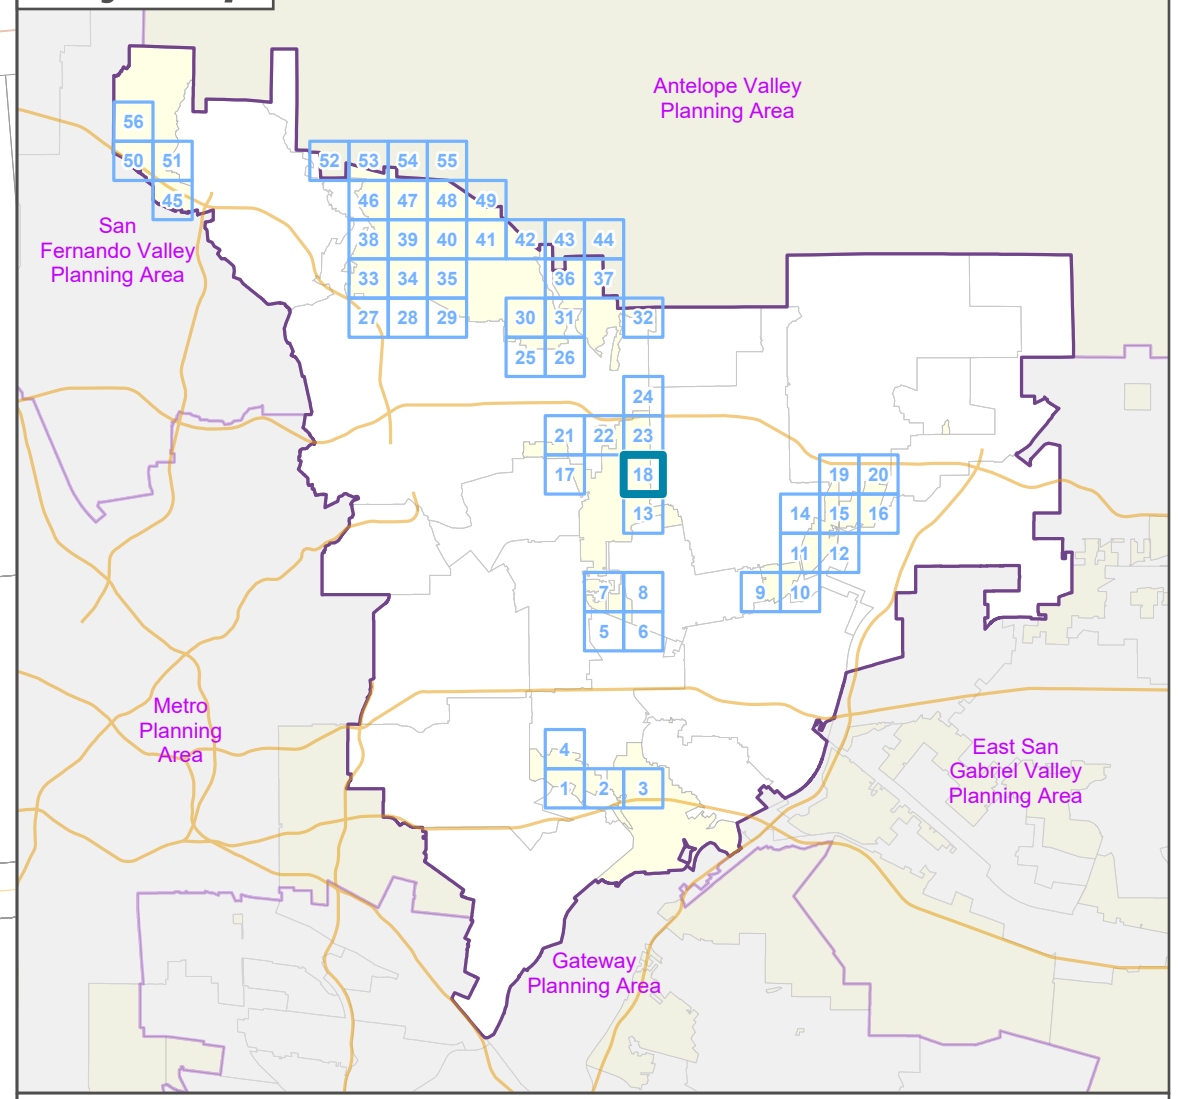 Antelope Valley
Planning Area
56
50 51
45
52 53 54 55
46 47 48 49
San
Fernando Valley
Planning Area
38 39 40 41 42 43 44
33 34 35 36 37
27 28 29 30 31 32
25 26
24
21 22 23
17 18 19 20
13 14 15 16
11 12
7 8 9 10
5 6
Metro
Planning
Area
4
East San
Gabriel Valley
Planning Area
1 2 3
Gateway
Planning Area